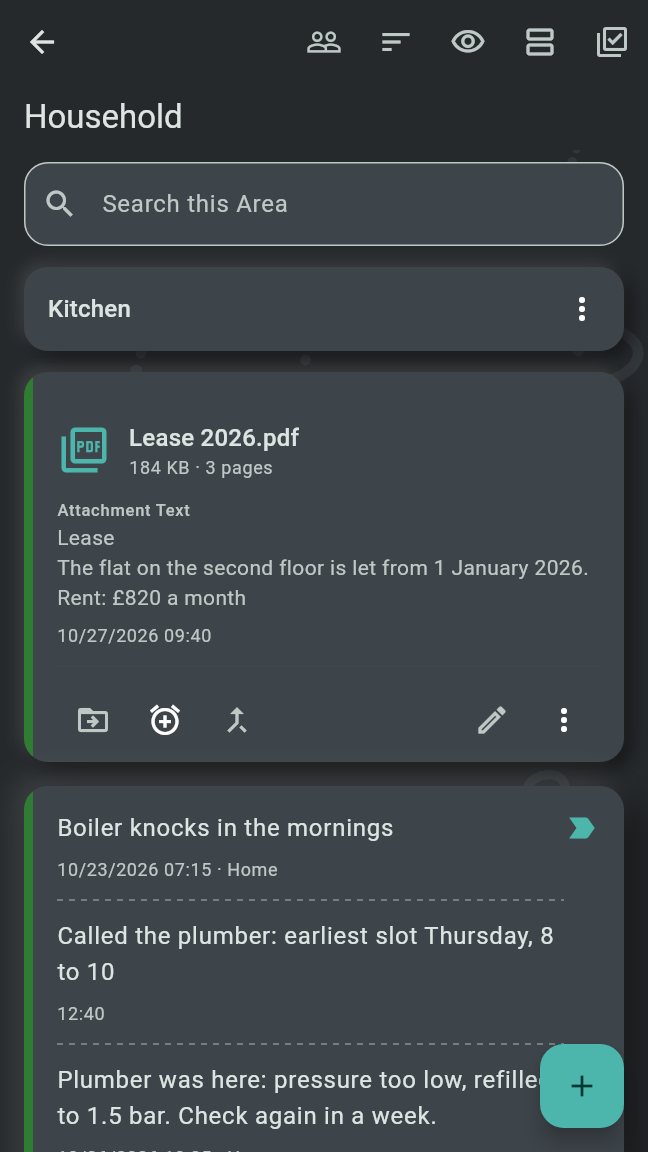 Household
Search this Area
Kitchen
PDF
Lease 2026.pdf
184 KB · 3 pages
Attachment Text
Lease
The flat on the second floor is let from 1 January 2026.
Rent: £820 a month
10/27/2026 09:40
Boiler knocks in the mornings
10/23/2026 07:15 · Home
Called the plumber: earliest slot Thursday, 8
to 10
12:40
Plumber was here: pressure too low,
to 1.5 bar. Check again in a week.